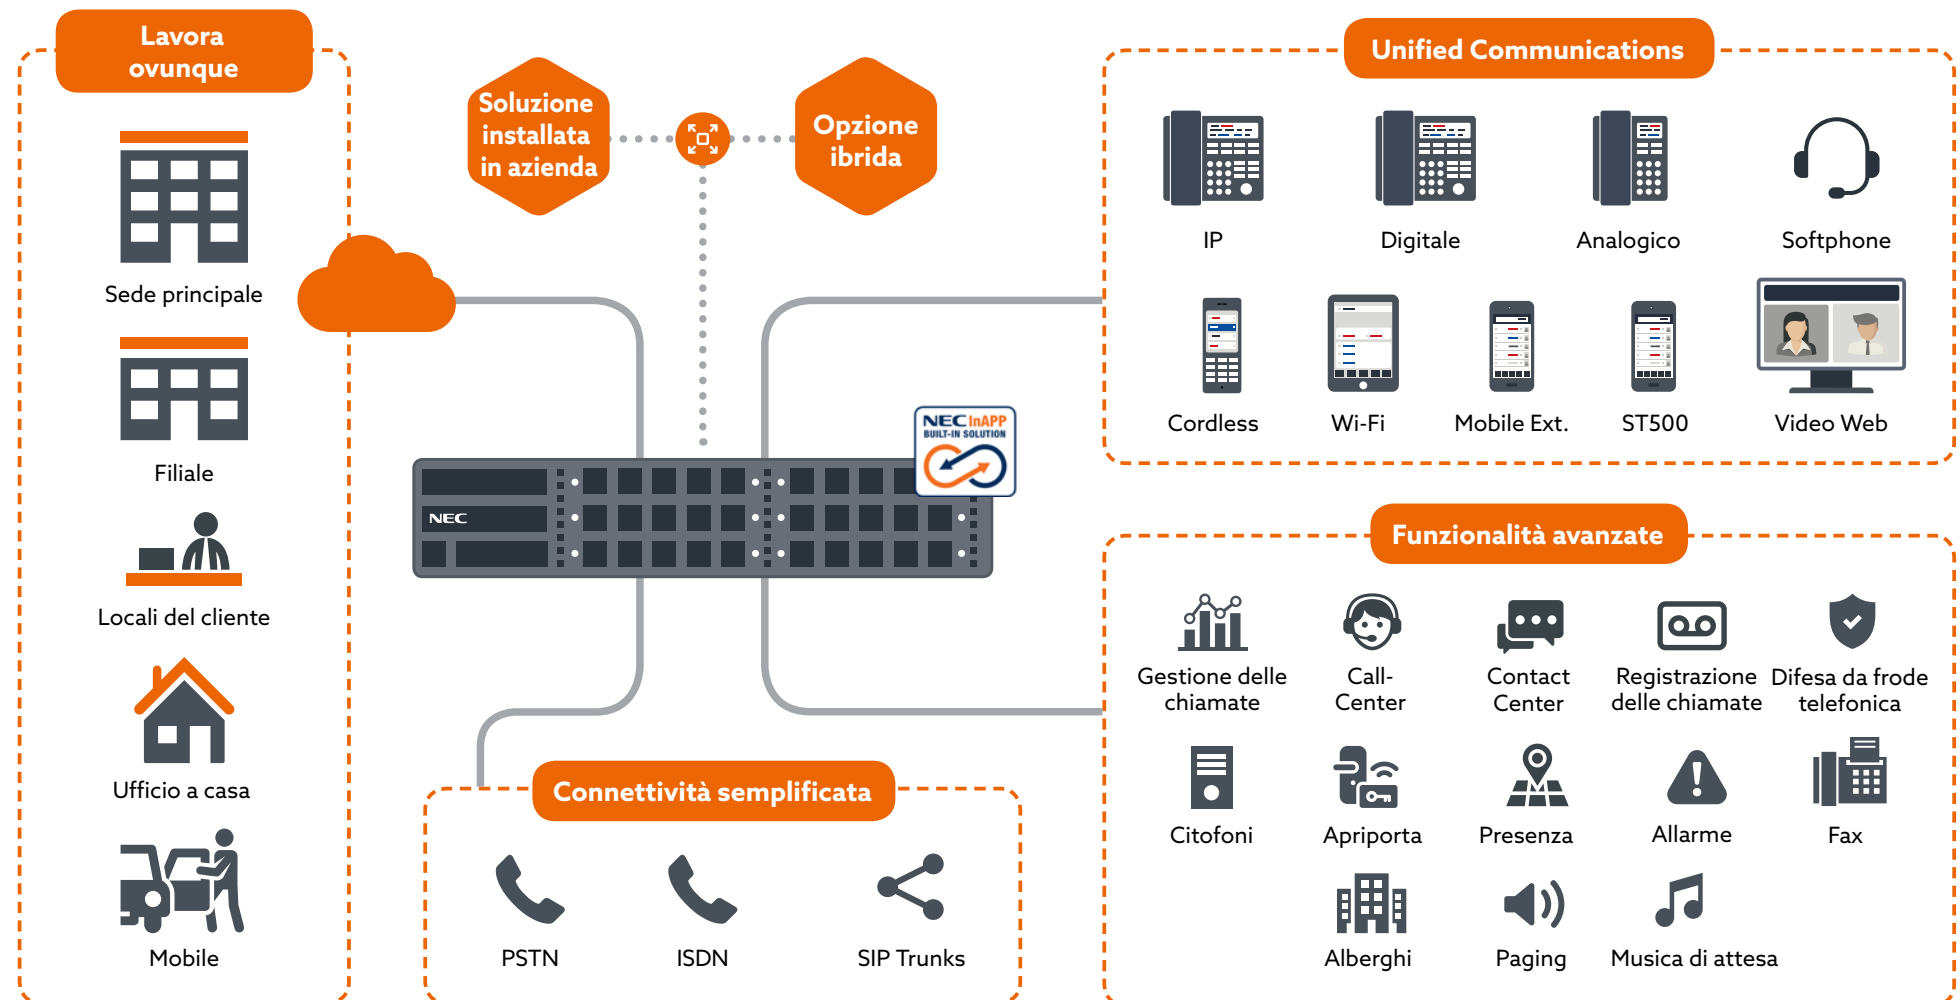 Lavora
ovunque
Sede principale
Filiale
Locali del cliente
Ufficio a casa
Mobile
Soluzione
installata
in azienda
Opzione
ibrida
NEC InAPP
BUILT-IN SOLUTION
NEC
Connettività semplificata
PSTN
ISDN
SIP Trunks
Unified Communications
IP
Digitale
Analogico
Softphone
Cordless
Wi-Fi
Mobile Ext.
ST500
Video Web
Funzionalità avanzate
Gestione delle
chiamate
Call-
Center
Contact
Center
Registrazione
delle chiamate
Difesa da frode
telefonica
Citofoni
Apriporta
Presenza
Allarme
Fax
Alberghi
Paging
Musica di attesa